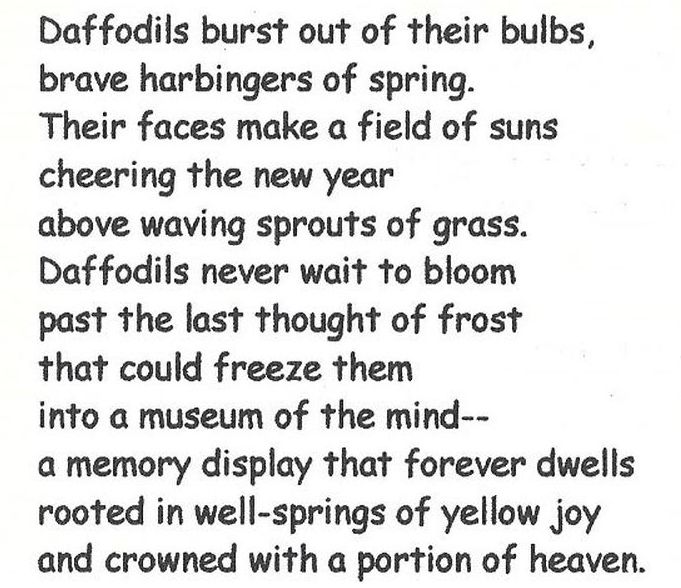 Daffodils burst out of their bulbs,
brave harbingers of spring.
Their faces make a field of suns
cheering the new year
above waving sprouts of grass.
Daffodils never wait to bloom
past the last thought of frost
that could freeze them
into a museum of the mind--
a memory display that forever dwells
rooted in well-springs of yellow joy
and crowned with a portion of heaven.